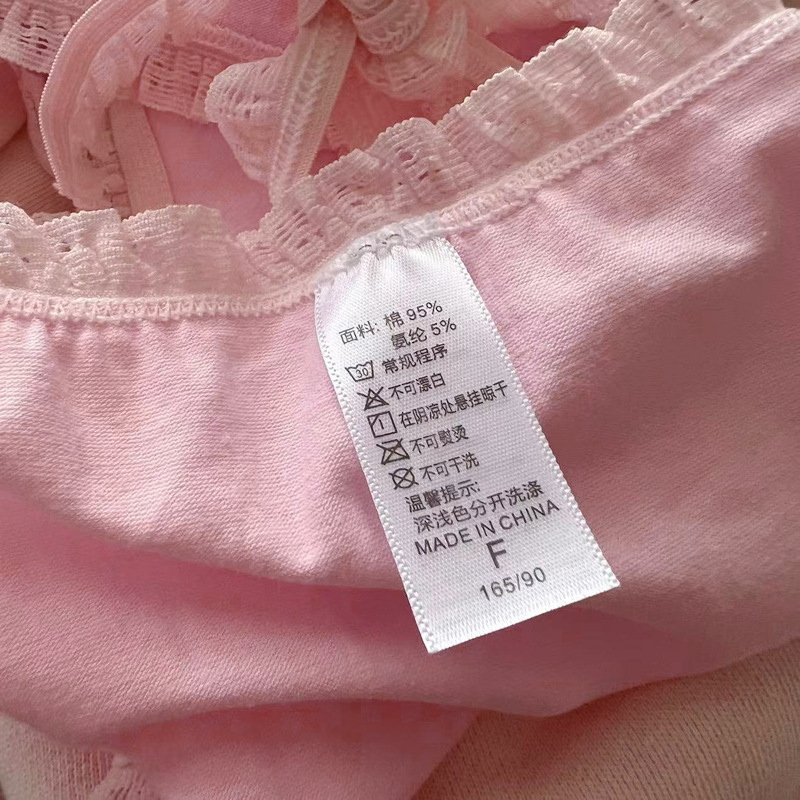 面料: 棉 95%
氨纶 5%
30 常规程序
不可漂白
在阴凉处悬挂晾干
不可熨烫
不可干洗
温馨提示:
深浅色分开洗涤
MADE IN CHINA
F
165/90